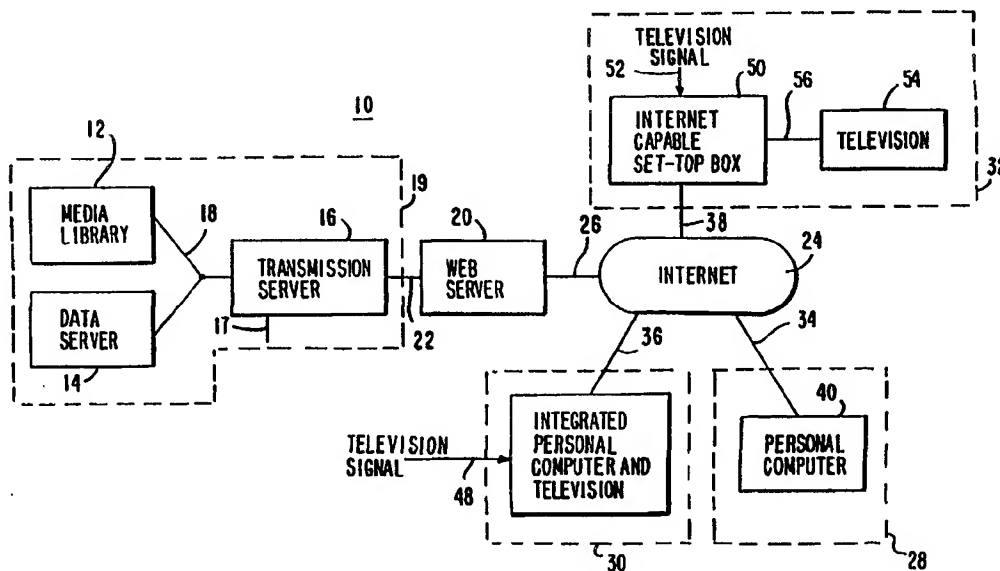 TELEVISION
SIGNAL
52
50
56
54
INTERNET
CAPABLE
SET-TOP BOX
TELEVISION
32
10
12
19
MEDIA
LIBRARY
18
16
TRANSMISSION
SERVER
17
DATA
SERVER
14
20
WEB
SERVER
22
26
38
INTERNET
24
36
34
TELEVISION
SIGNAL
48
INTEGRATED
PERSONAL
COMPUTER AND
TELEVISION
30
40
PERSONAL
COMPUTER
28